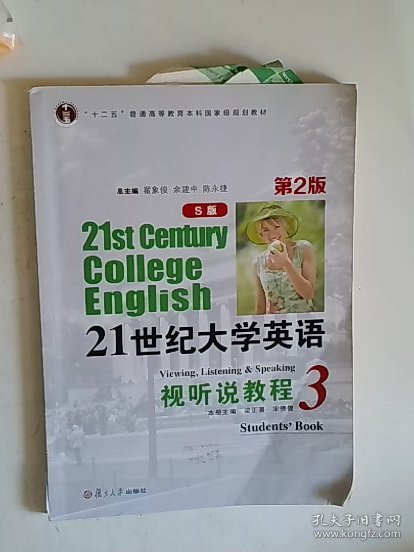 "十二五"普通高等教育本科国家级规划教材
总主编 翟象俊 余建中 陈永捷
第2版
S版
21st Century
College
English
21世纪大学英语
Viewing, Listening & Speaking
视听说教程 3
本册主编 梁正溜 宋倩倩
Students' Book
复旦大学出版社
孔夫子旧书网
www.kongfz.com